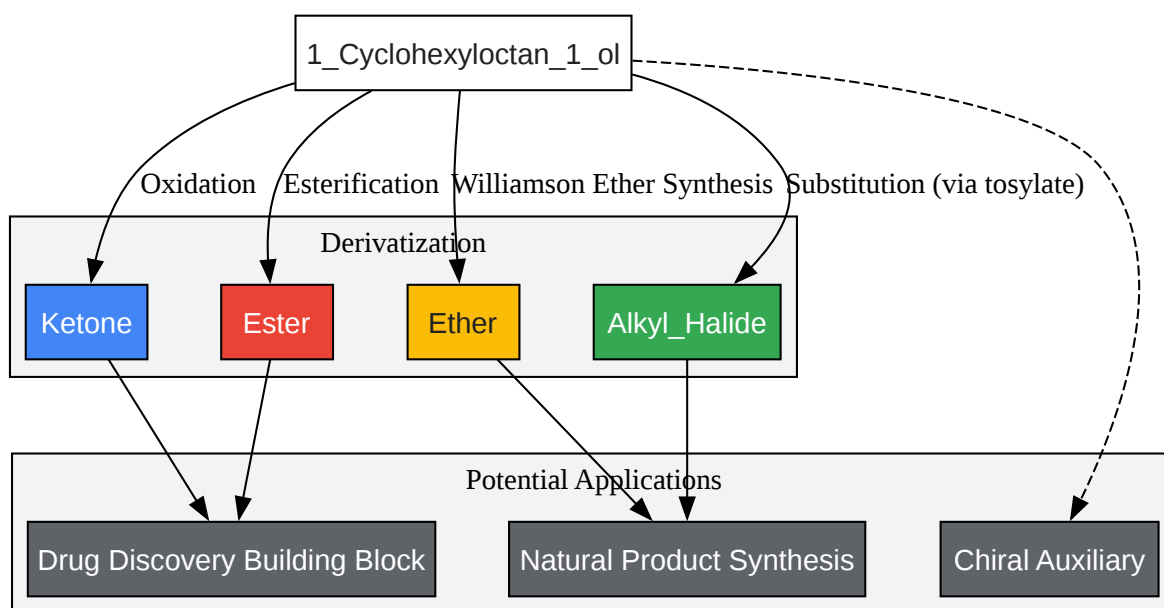 1_Cyclohexyloctan_1_ol
Oxidation
Esterification
Williamson Ether Synthesis
Substitution (via tosylate)
Derivatization
Ketone
Ester
Ether
Alkyl_Halide
Potential Applications
Drug Discovery Building Block
Natural Product Synthesis
Chiral Auxiliary